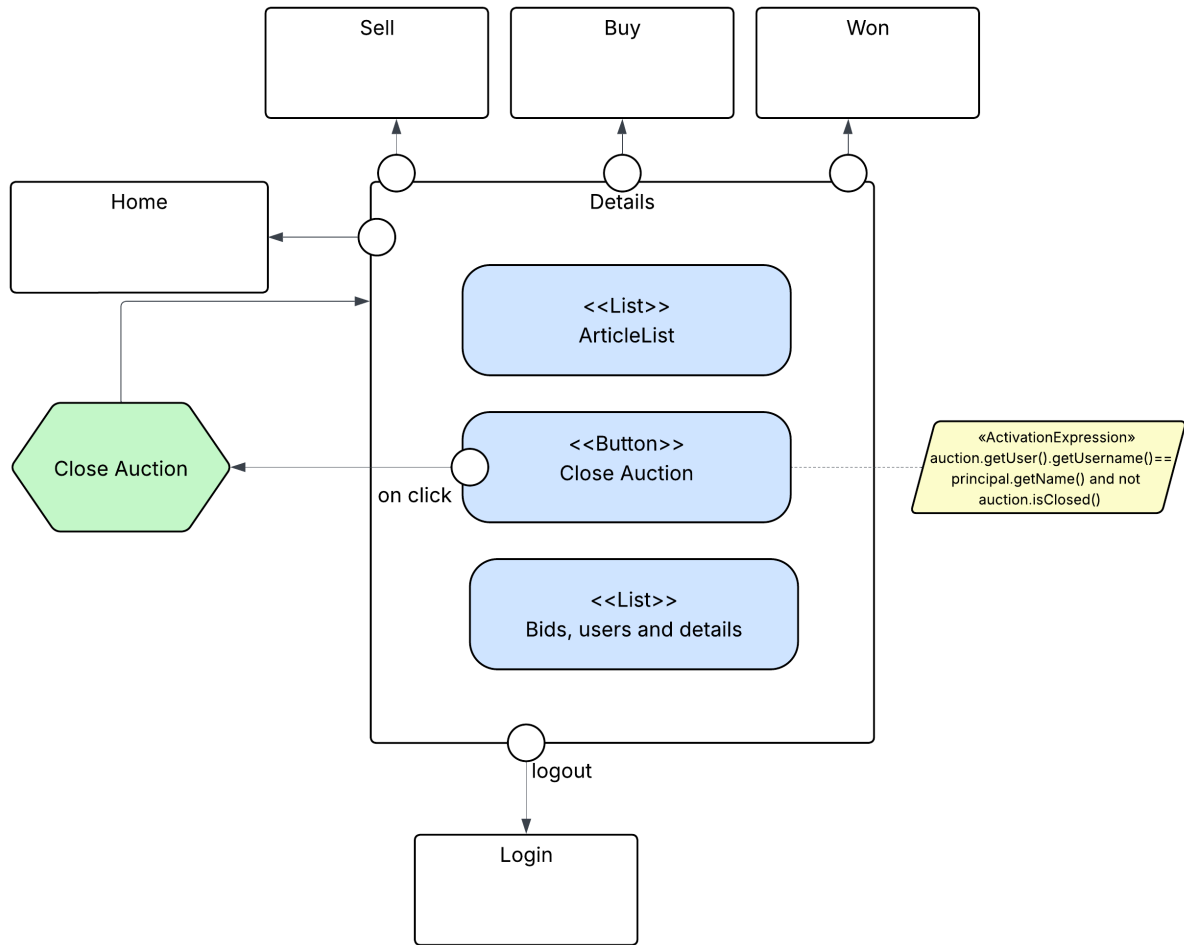 Sell
Buy
Won
Home
Details
<<List>>
ArticleList
<<Button>>
Close Auction
on click
Close Auction
«ActivationExpression»
auction.getUser().getUsername()==
principal.getName() and not
auction.isClosed()
<<List>>
Bids, users and details
logout
Login